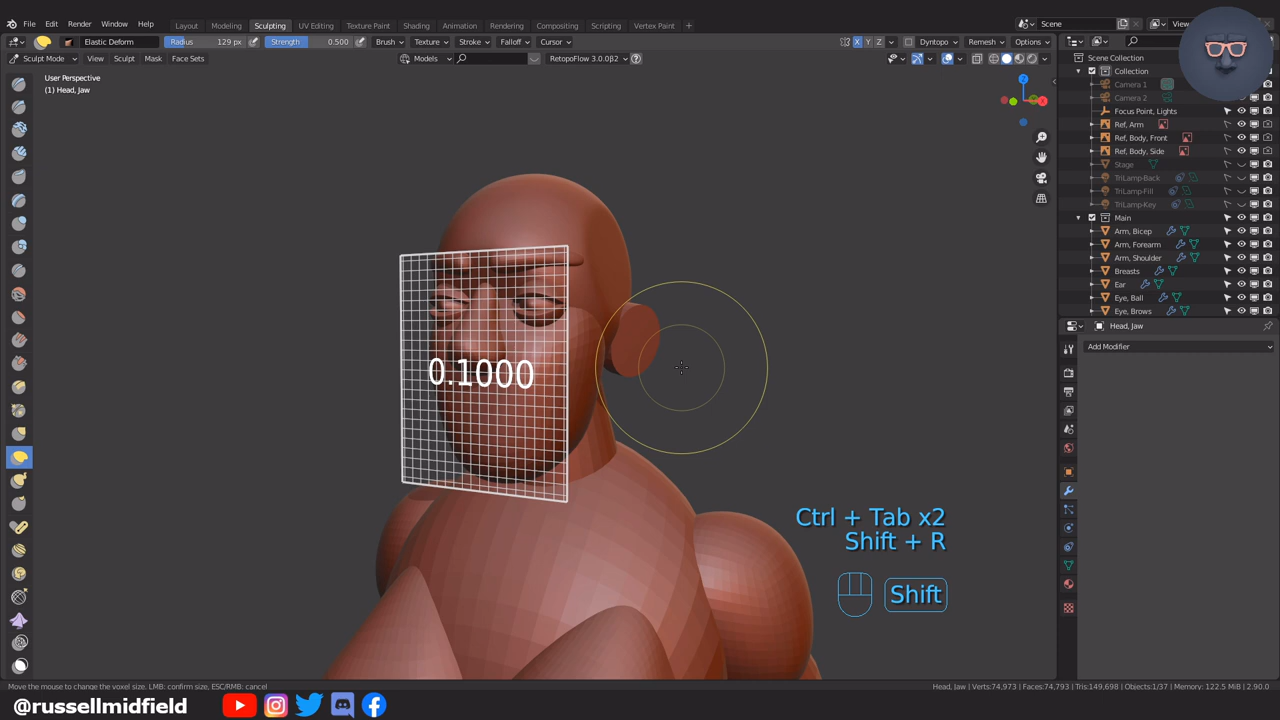 File Edit Render Window Help Layout Modeling Sculpting UV Editing Texture Paint Shading Animation Rendering Compositing Scripting Vertex Paint + Scene
Elastic Deform Radius 129 px Strength 0.500 Brush Texture Stroke Falloff Cursor X Y Z Dyntopo Remesh Options
Sculpt Mode View Sculpt Mask Face Sets Models RetopoFlow 3.0.0β2
Scene Collection
User Perspective
(1) Head, Jaw
Collection
Camera 1
Camera 2
Focus Point, Lights
Ref, Arm
Ref, Body, Front
Ref, Body, Side
Stage
TriLamp-Back
TriLamp-Fill
TriLamp-Key
Main
Arm, Bicep
Arm, Forearm
Arm, Shoulder
Breasts
Ear
Eye, Ball
Eye, Brows
Head, Jaw
Add Modifier
0.1000
Ctrl + Tab x2
Shift + R
Shift
Move the mouse to change the voxel size. LMB: confirm size, ESC/RMB: cancel
Head, Jaw | Verts:74,973 | Faces:74,793 | Tris:149,698 | Objects:1/37 | Memory: 122.5 MiB | 2.90.0
@russellmidfield